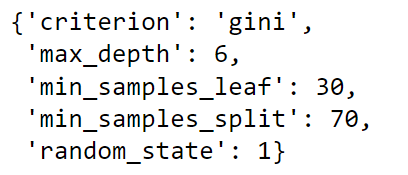 {'criterion': 'gini',
 'max_depth': 6,
 'min_samples_leaf': 30,
 'min_samples_split': 70,
 'random_state': 1}